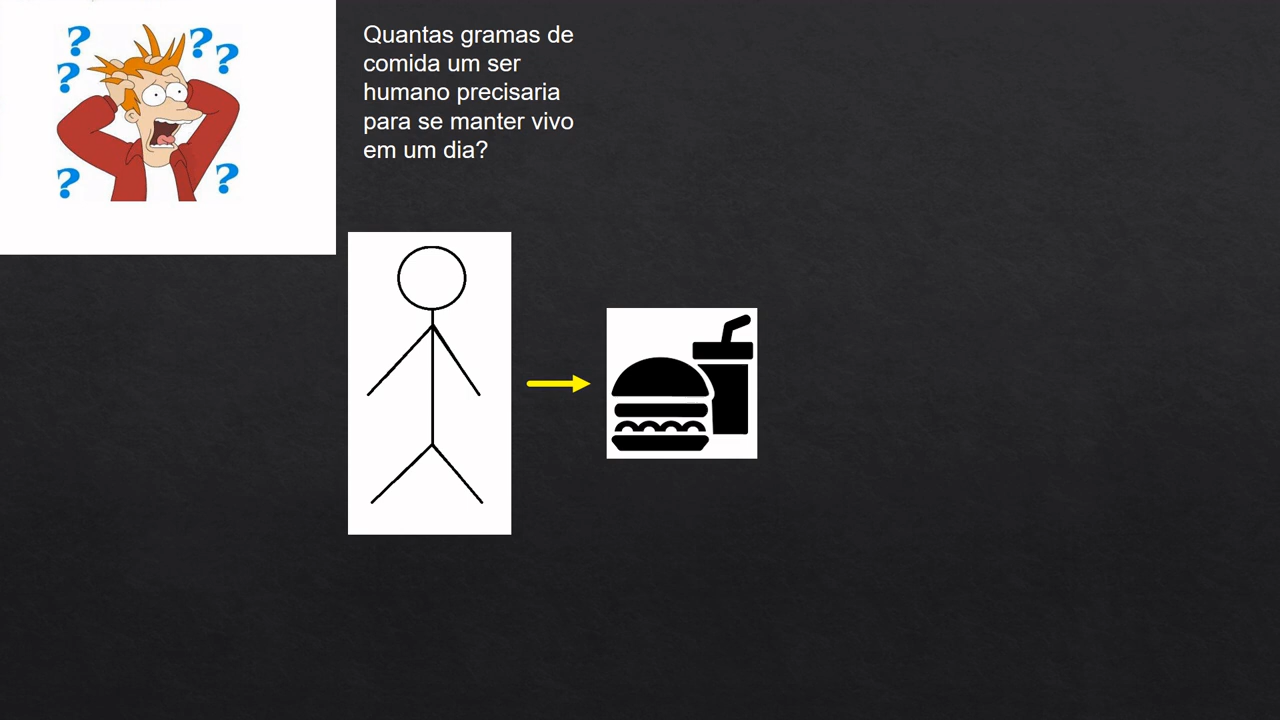 ? ? ?
?
? ?
Quantas gramas de
comida um ser
humano precisaria
para se manter vivo
em um dia?